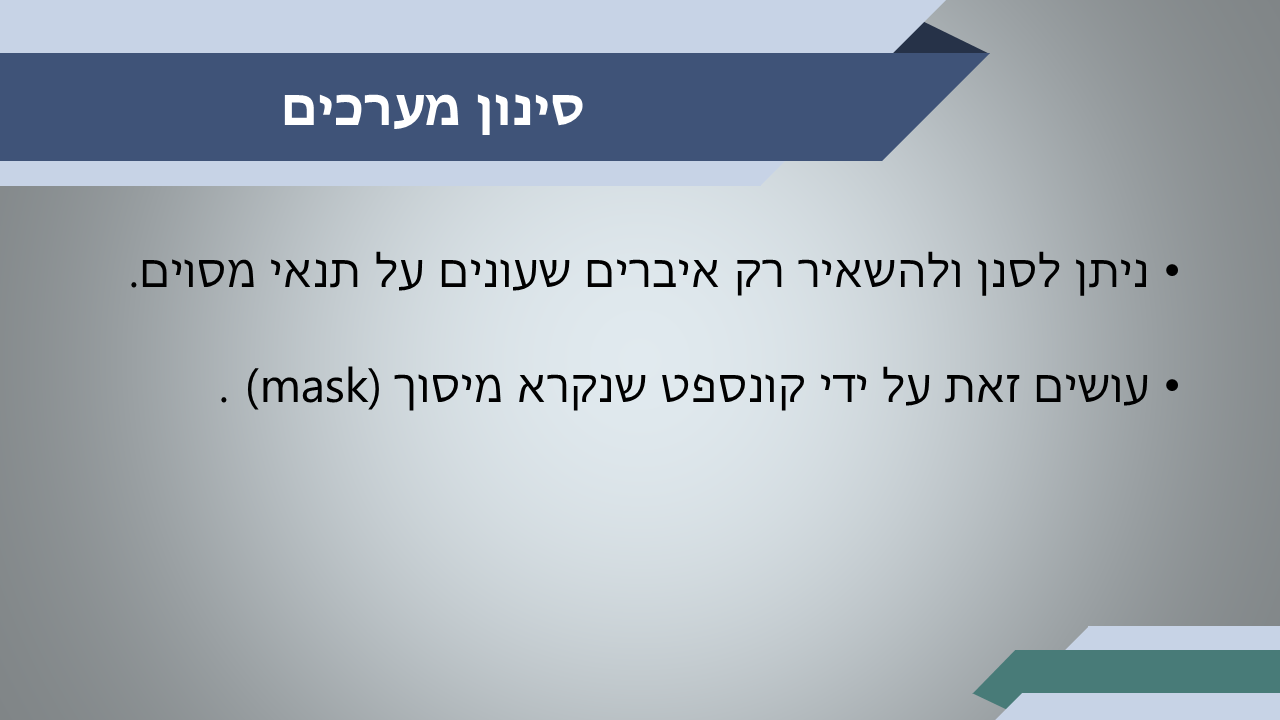 סינון מערכים
• ניתן לסנן ולהשאיר רק איברים שעונים על תנאי מסוים.
• עושים זאת על ידי קונספט שנקרא מיסוך (mask) .